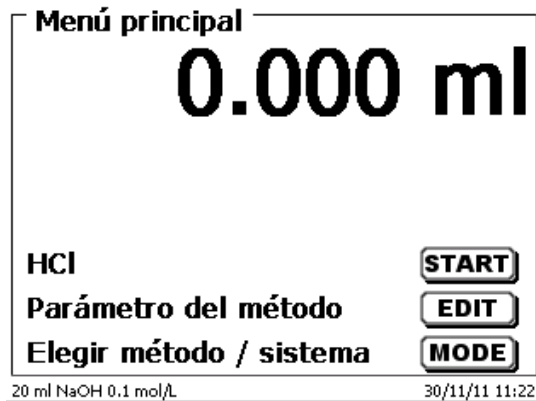 Menú principal
0.000 ml
HCl START
Parámetro del método EDIT
Elegir método / sistema MODE
20 ml NaOH 0.1 mol/L 30/11/11 11:22